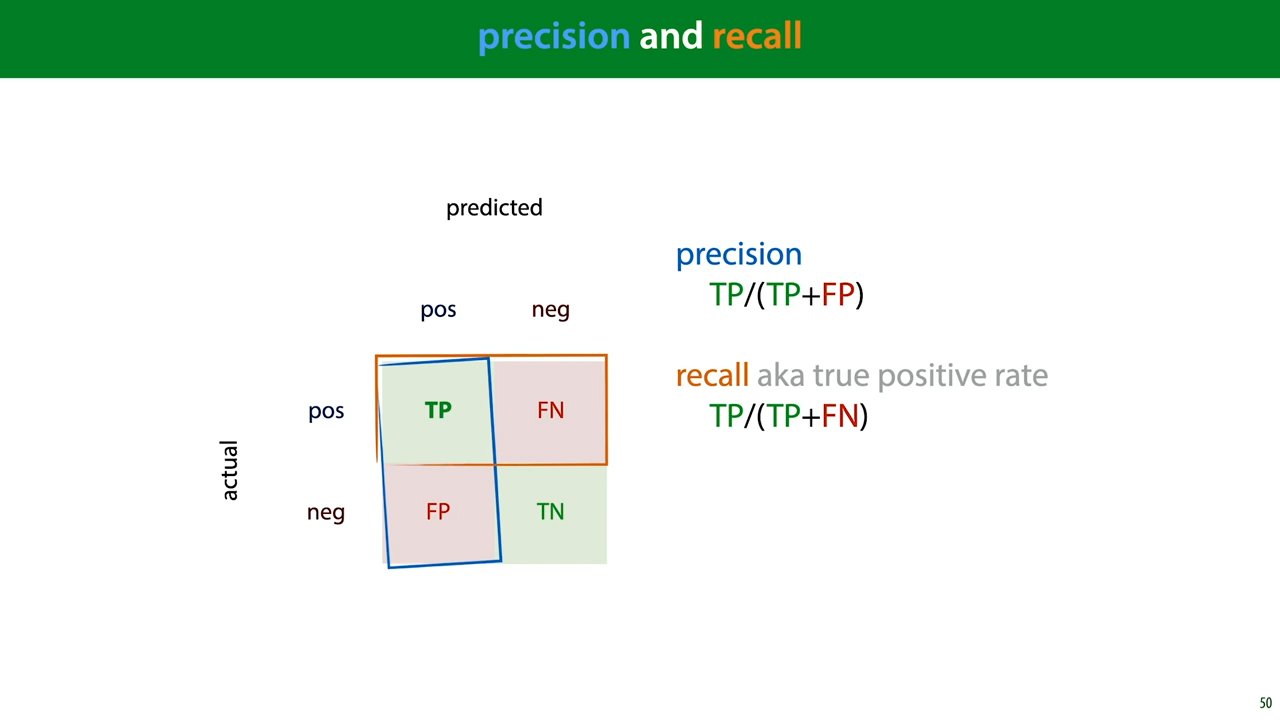 precision and recall
predicted
pos neg
actual
pos TP FN
neg FP TN
precision
TP/(TP+FP)
recall aka true positive rate
TP/(TP+FN)
50